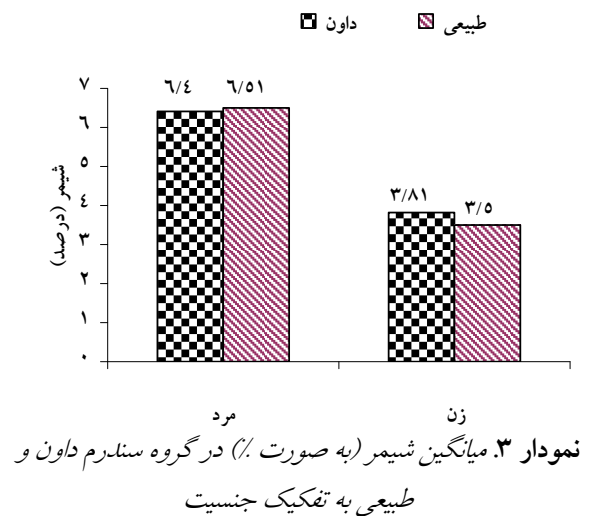 طبیعی داون
۷
۶
۵
۴
۳
۲
۱
۰
شیمر (درصد)
۶/۴ ۶/۵۱
۳/۸۱ ۳/۵
مرد زن
نمودار ۳. میانگین شیمر (به صورت ٪) در گروه سندرم داون و
طبیعی به تفکیک جنسیت